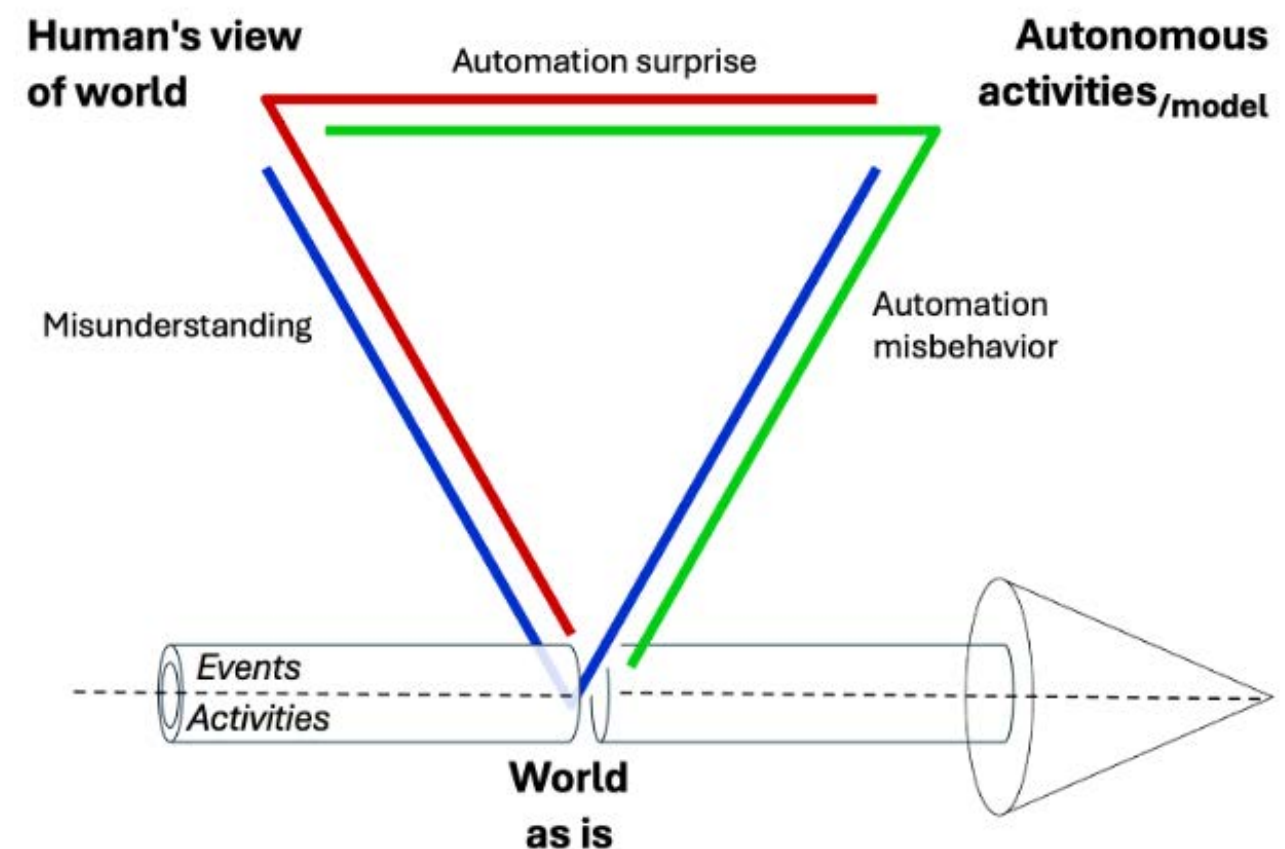 Human's view
of world
Automation surprise
Autonomous
activities/model
Misunderstanding
Automation
misbehavior
Events
Activities
World
as is